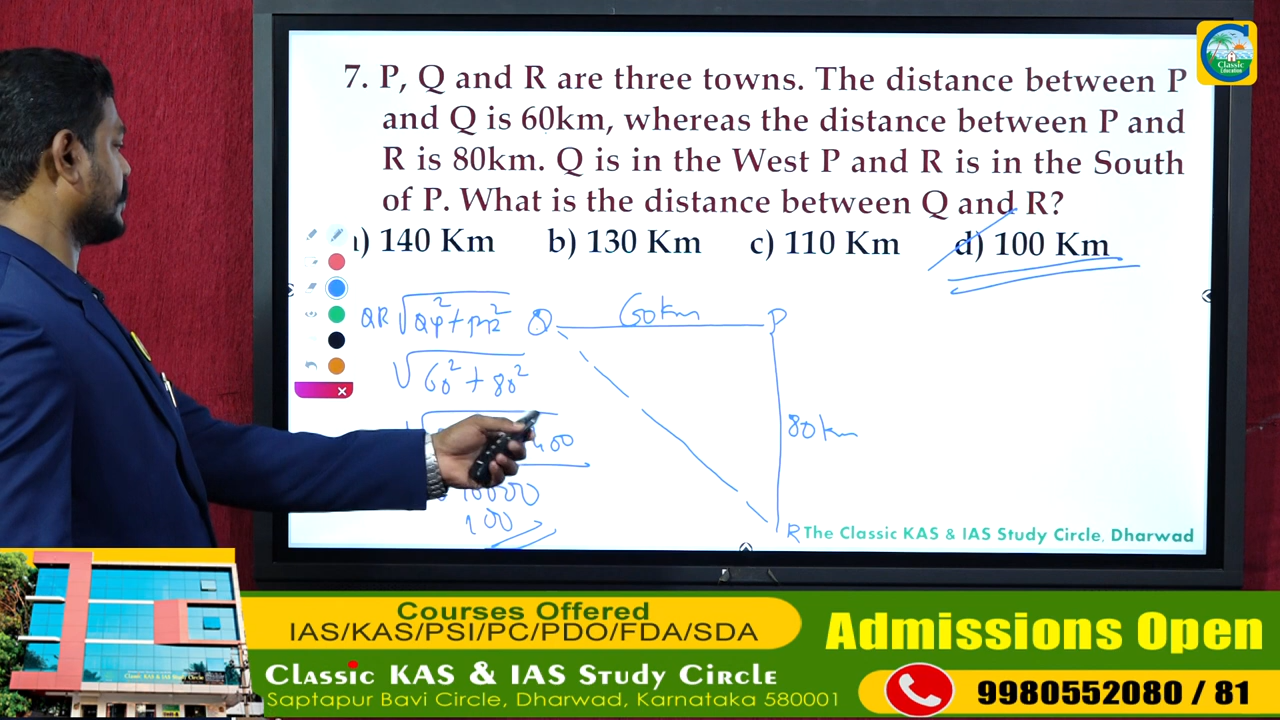 Classic
Education
7. P, Q and R are three towns. The distance between P
and Q is 60km, whereas the distance between P and
R is 80km. Q is in the West P and R is in the South
of P. What is the distance between Q and R?
) 140 Km b) 130 Km c) 110 Km d) 100 Km
QR √QP²+PR² Q 60km P
√60²+80²
80km
400
10000
100
R The Classic KAS & IAS Study Circle, Dharwad
Courses Offered
IAS/KAS/PSI/PC/PDO/FDA/SDA
Classic KAS & IAS Study Circle
Saptapur Bavi Circle, Dharwad, Karnataka 580001
Admissions Open
9980552080 / 81